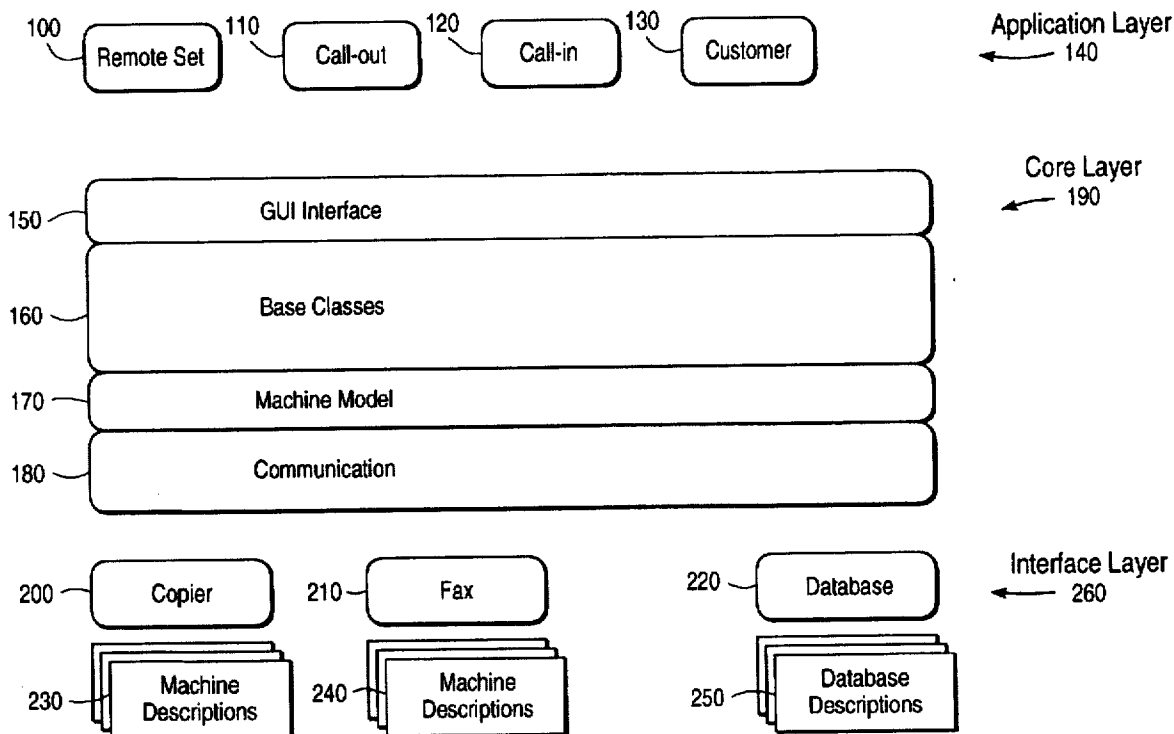 100
Remote Set
110
Call-out
120
Call-in
130
Customer
Application Layer
140
Core Layer
190
150
GUI Interface
160
Base Classes
170
Machine Model
180
Communication
Interface Layer
260
200
Copier
210
Fax
220
Database
230
Machine
Descriptions
240
Machine
Descriptions
250
Database
Descriptions